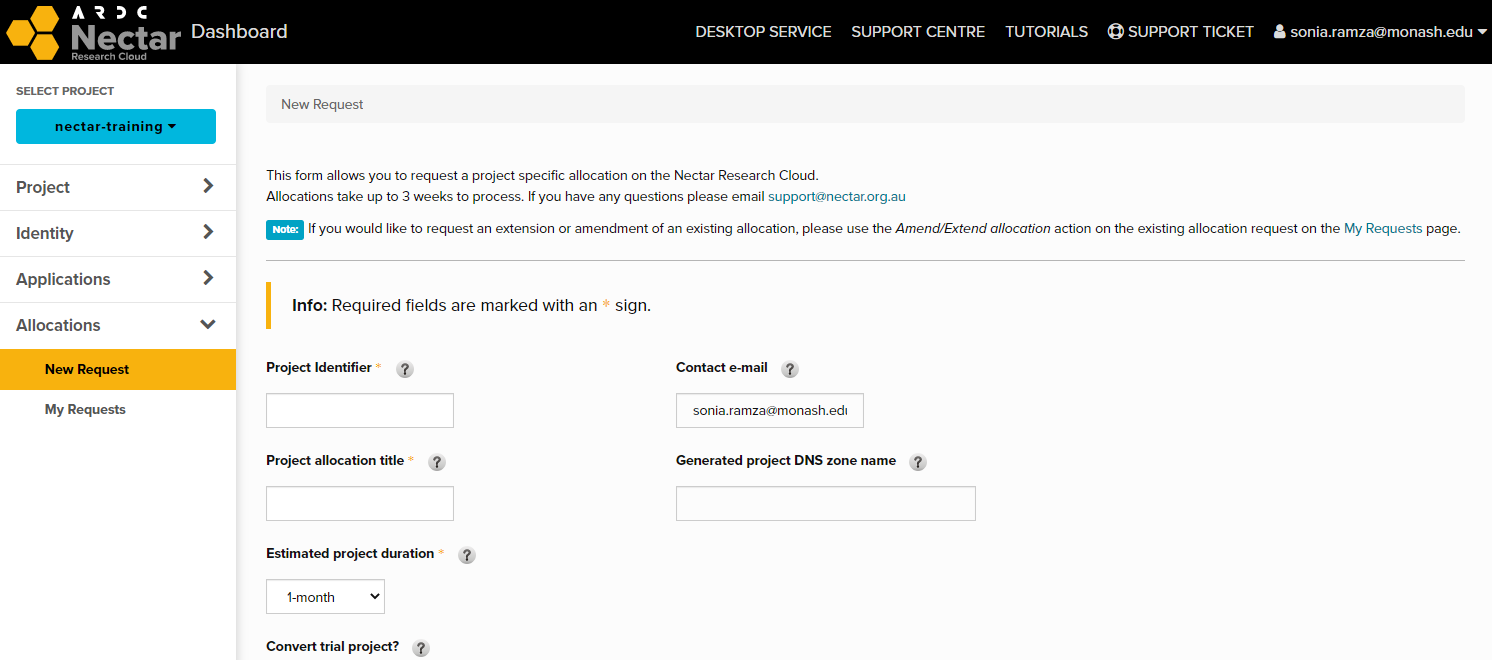 ARDC
Nectar Dashboard
Research Cloud
DESKTOP SERVICE SUPPORT CENTRE TUTORIALS SUPPORT TICKET sonia.ramza@monash.edu
SELECT PROJECT
nectar-training
Project
Identity
Applications
Allocations
New Request
My Requests
New Request
This form allows you to request a project specific allocation on the Nectar Research Cloud.
Allocations take up to 3 weeks to process. If you have any questions please email support@nectar.org.au
Note: If you would like to request an extension or amendment of an existing allocation, please use the Amend/Extend allocation action on the existing allocation request on the My Requests page.
Info: Required fields are marked with an * sign.
Project Identifier * ?
Contact e-mail ?
sonia.ramza@monash.edu
Project allocation title * ?
Generated project DNS zone name ?
Estimated project duration * ?
1-month
Convert trial project? ?